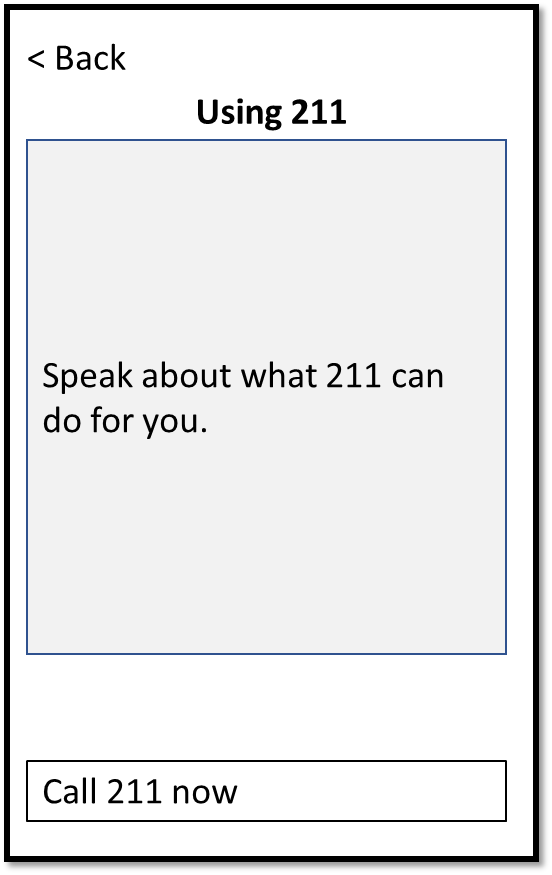 < Back
Using 211
Speak about what 211 can
do for you.
Call 211 now